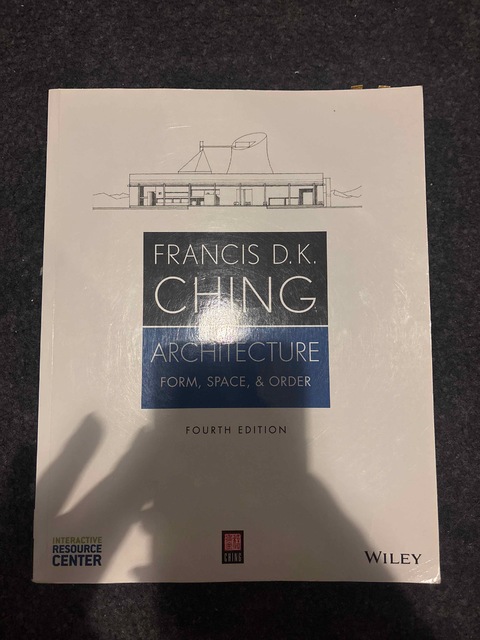 FRANCIS D.K.
CHING
ARCHITECTURE
FORM, SPACE, & ORDER
FOURTH EDITION
INTERACTIVE
RESOURCE
CENTER
CHING
WILEY